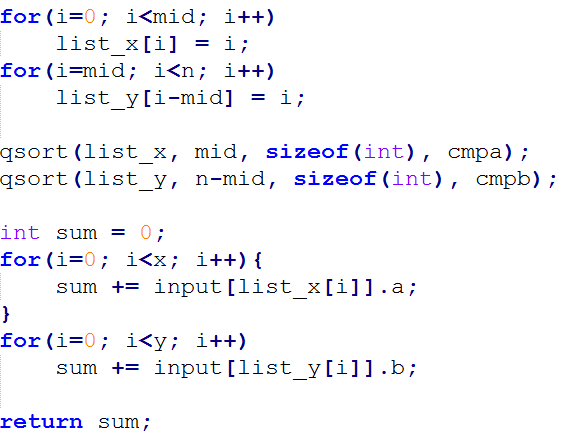 for(i=0; i<mid; i++)
    list_x[i] = i;
for(i=mid; i<n; i++)
    list_y[i-mid] = i;

qsort(list_x, mid, sizeof(int), cmpa);
qsort(list_y, n-mid, sizeof(int), cmpb);

int sum = 0;
for(i=0; i<x; i++){
    sum += input[list_x[i]].a;
}
for(i=0; i<y; i++)
    sum += input[list_y[i]].b;

return sum;